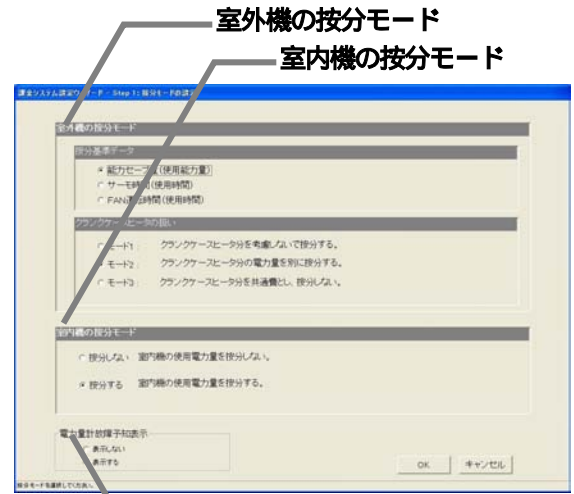 室外機の按分モード
室内機の按分モード
課金システム設定ウィザード - Step 1: 按分モードの設定
室外機の按分モード
按分基準データ
能力セーブ量(使用能力量)
サーモ時間(使用時間)
FAN運転時間(使用時間)
クランクケースヒータの扱い
モード1: クランクケースヒータ分を考慮しないで按分する。
モード2: クランクケースヒータ分の電力量を別に按分する。
モード3: クランクケースヒータ分を共通費とし、按分しない。
室内機の按分モード
按分しない 室内機の使用電力量を按分しない。
按分する 室内機の使用電力量を按分する。
電力量計故障予知表示
表示しない
表示する
OK キャンセル
按分モードを選択してください。